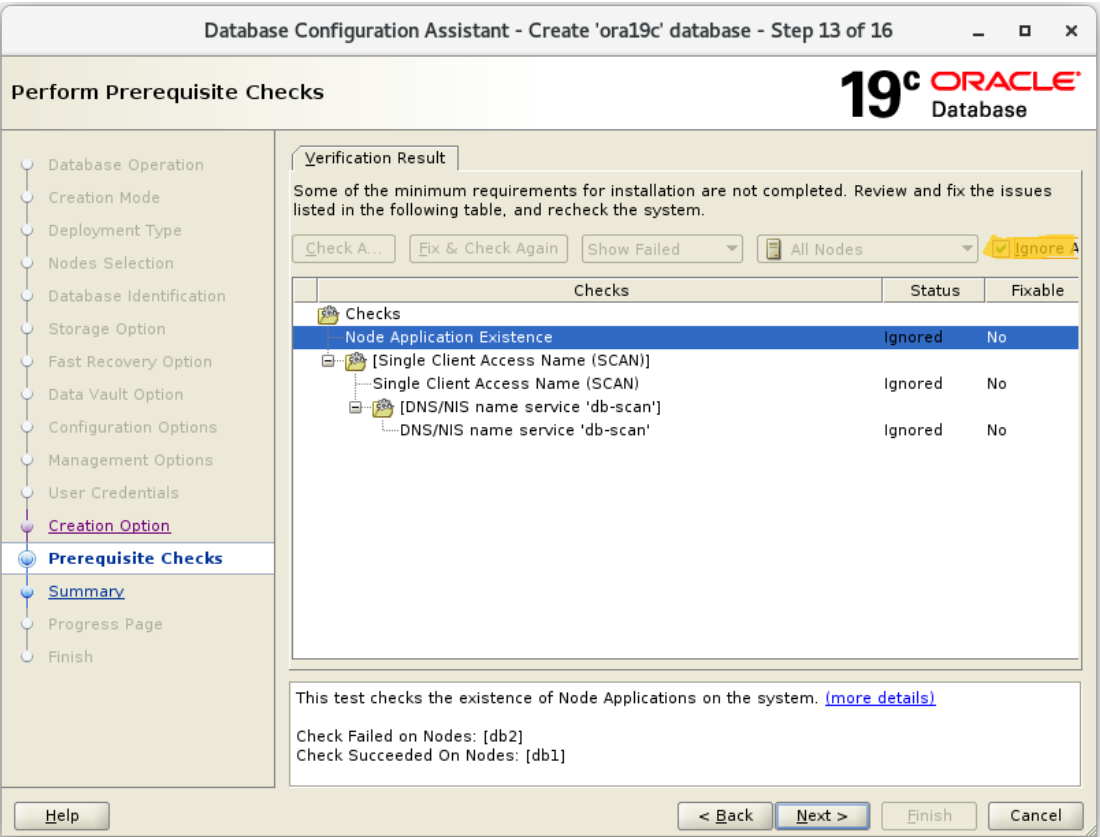 Database Configuration Assistant - Create 'ora19c' database - Step 13 of 16
Perform Prerequisite Checks
19c ORACLE
Database
Database Operation
Creation Mode
Deployment Type
Nodes Selection
Database Identification
Storage Option
Fast Recovery Option
Data Vault Option
Configuration Options
Management Options
User Credentials
Creation Option
Prerequisite Checks
Summary
Progress Page
Finish
Verification Result
Some of the minimum requirements for installation are not completed. Review and fix the issues
listed in the following table, and recheck the system.
Check A... Fix & Check Again Show Failed All Nodes Ignore A
Checks Status Fixable
Checks
Node Application Existence Ignored No
[Single Client Access Name (SCAN)]
Single Client Access Name (SCAN) Ignored No
[DNS/NIS name service 'db-scan']
DNS/NIS name service 'db-scan' Ignored No
This test checks the existence of Node Applications on the system. (more details)
Check Failed on Nodes: [db2]
Check Succeeded On Nodes: [db1]
Help < Back Next > Finish Cancel